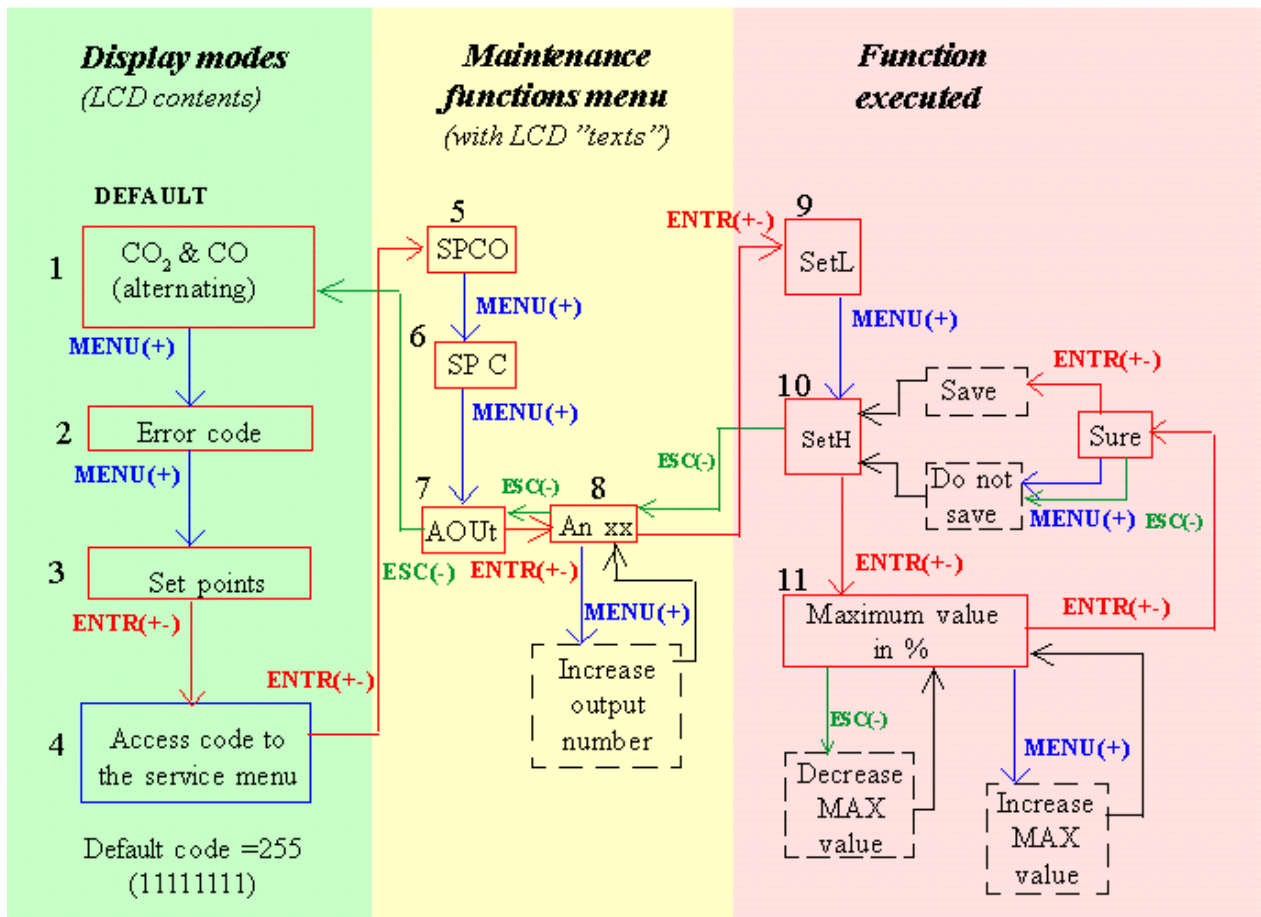 Display modes
(LCD contents)
Maintenance
functions menu
(with LCD ”texts”)
Function
executed
DEFAULT
1
CO₂ & CO
(alternating)
MENU(+)
2
Error code
MENU(+)
3
Set points
ENTR(+-)
4
Access code to
the service menu
ENTR(+-)
Default code =255
(11111111)
5
SPCO
MENU(+)
6
SP C
MENU(+)
7
AOUt
ESC(-)
ESC(-)
ENTR(+-)
8
An xx
MENU(+)
Increase
output
number
ENTR(+-)
9
SetL
MENU(+)
10
SetH
ESC(-)
Save
ENTR(+-)
Sure
Do not
save
MENU(+)
ESC(-)
ENTR(+-)
11
Maximum value
in %
ENTR(+-)
ESC(-)
Decrease
MAX
value
MENU(+)
Increase
MAX
value